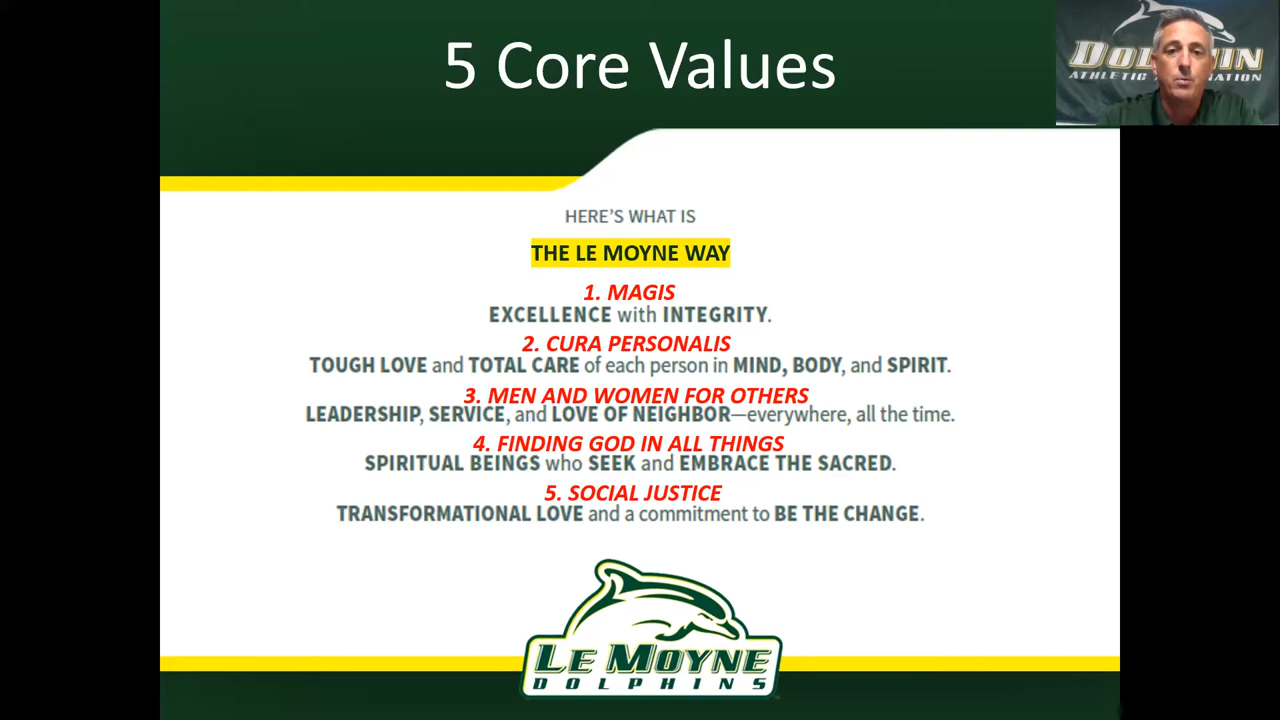 5 Core Values
DOLPHIN
ATHLETIC
HERE'S WHAT IS
THE LE MOYNE WAY
1. MAGIS
EXCELLENCE with INTEGRITY.
2. CURA PERSONALIS
TOUGH LOVE and TOTAL CARE of each person in MIND, BODY, and SPIRIT.
3. MEN AND WOMEN FOR OTHERS
LEADERSHIP, SERVICE, and LOVE OF NEIGHBOR—everywhere, all the time.
4. FINDING GOD IN ALL THINGS
SPIRITUAL BEINGS who SEEK and EMBRACE THE SACRED.
5. SOCIAL JUSTICE
TRANSFORMATIONAL LOVE and a commitment to BE THE CHANGE.
LE MOYNE
DOLPHINS